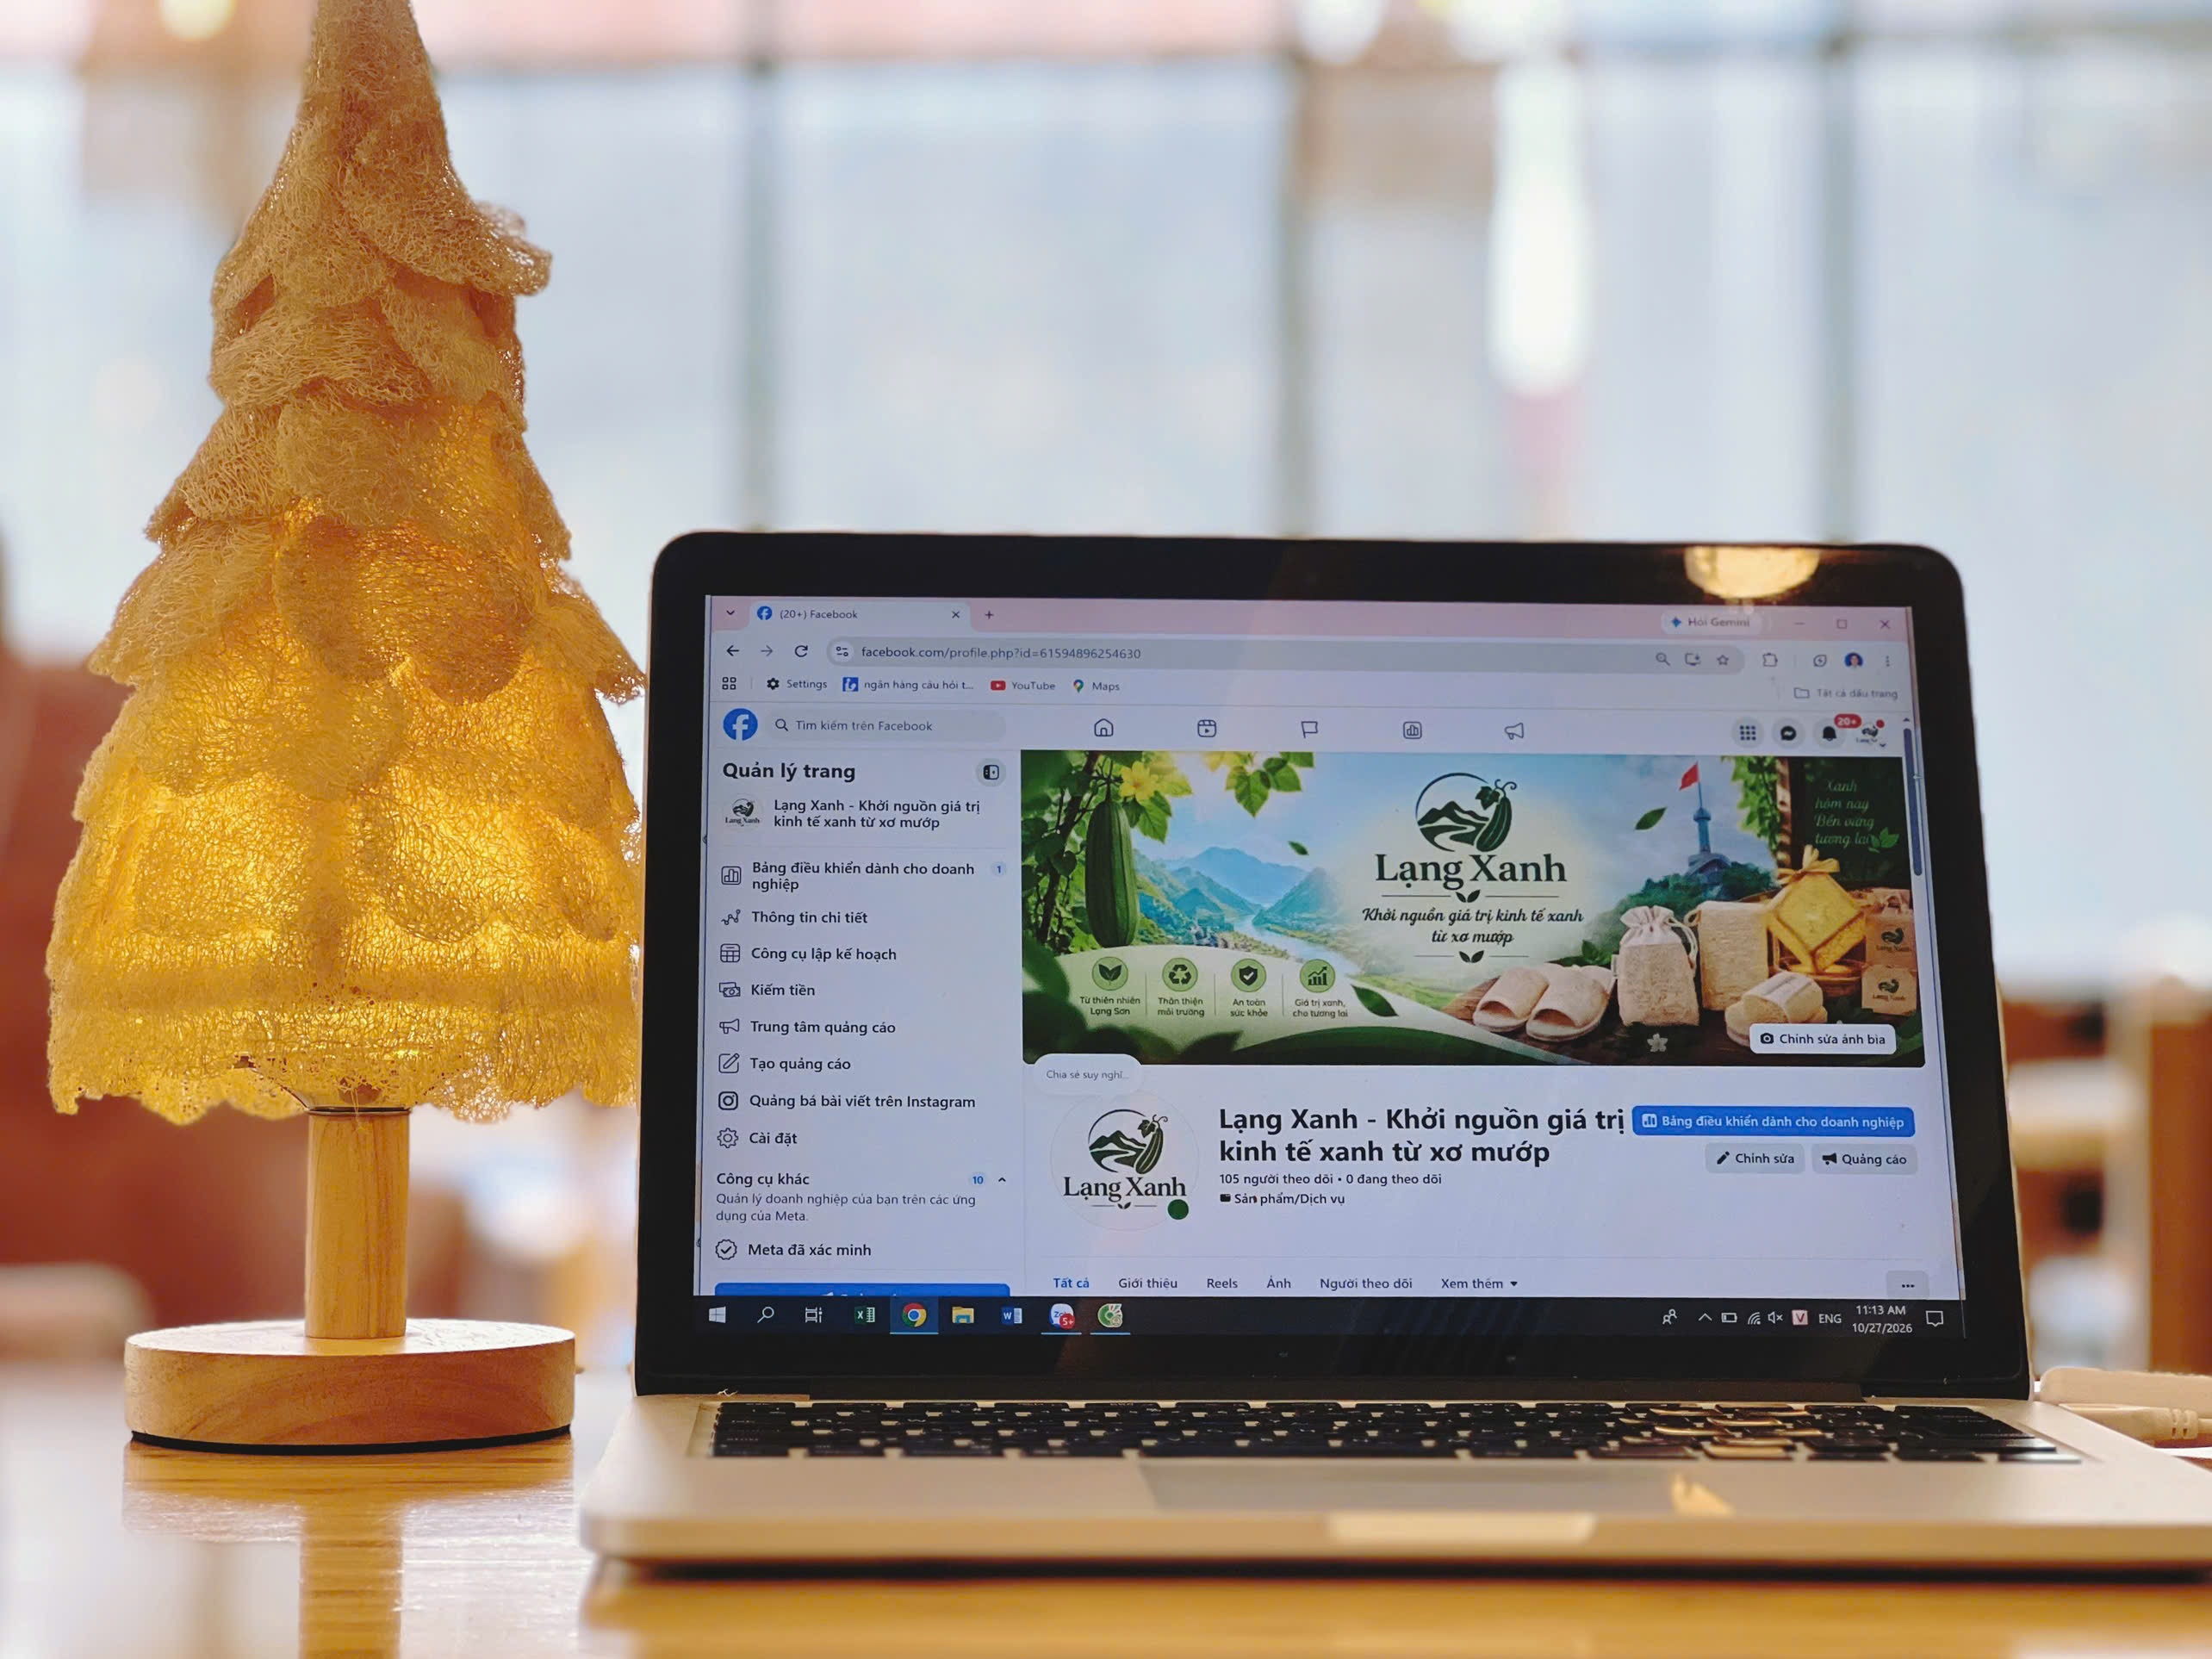 (20+) Facebook
Hỏi Gemini
facebook.com/profile.php?id=61594896254630
Settings
ngân hàng câu hỏi t...
YouTube
Maps
Tất cả dấu trang
Tìm kiếm trên Facebook
20+
Quản lý trang
Lạng Xanh - Khởi nguồn giá trị
kinh tế xanh từ xơ mướp
Bảng điều khiển dành cho doanh
nghiệp
1
Thông tin chi tiết
Công cụ lập kế hoạch
Kiếm tiền
Trung tâm quảng cáo
Tạo quảng cáo
Quảng bá bài viết trên Instagram
Cài đặt
Công cụ khác
10
Quản lý doanh nghiệp của bạn trên các ứng
dụng của Meta.
Meta đã xác minh
Lạng Xanh
Khởi nguồn giá trị kinh tế xanh
từ xơ mướp
Xanh
hôm nay
Bền vững
tương lai
Từ thiên nhiên
Lạng Sơn
Thân thiện
môi trường
An toàn
sức khỏe
Giá trị xanh,
cho tương lai
Lạng Xanh
Lạng Xanh
Chỉnh sửa ảnh bìa
Chia sẻ suy nghĩ...
Lạng Xanh
Lạng Xanh - Khởi nguồn giá trị
kinh tế xanh từ xơ mướp
105 người theo dõi • 0 đang theo dõi
Sản phẩm/Dịch vụ
Bảng điều khiển dành cho doanh nghiệp
Chỉnh sửa
Quảng cáo
Tất cả
Giới thiệu
Reels
Ảnh
Người theo dõi
Xem thêm
5+
V
ENG
11:13 AM
10/27/2026